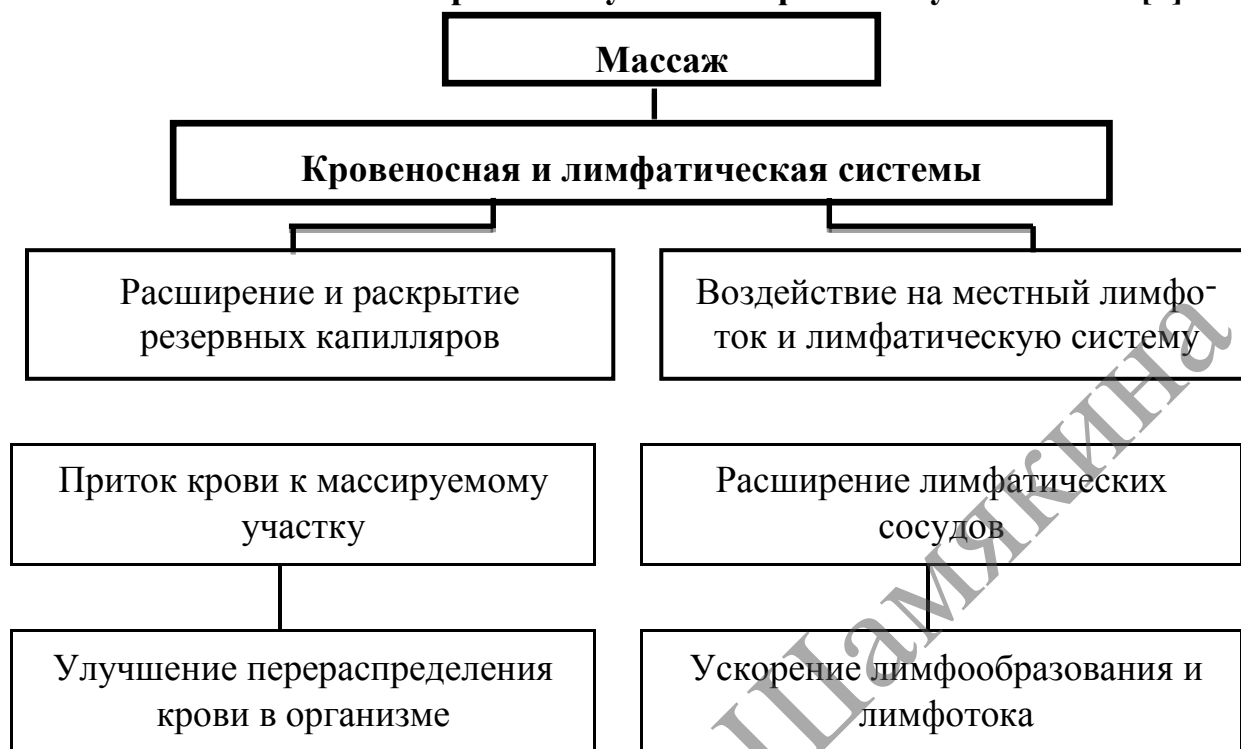 Массаж
Кровеносная и лимфатическая системы
Расширение и раскрытие
резервных капилляров
Воздействие на местный лимфо-
ток и лимфатическую систему
Приток крови к массируемому
участку
Расширение лимфатических
сосудов
Улучшение перераспределения
крови в организме
Ускорение лимфообразования и
лимфотока
Шамякина